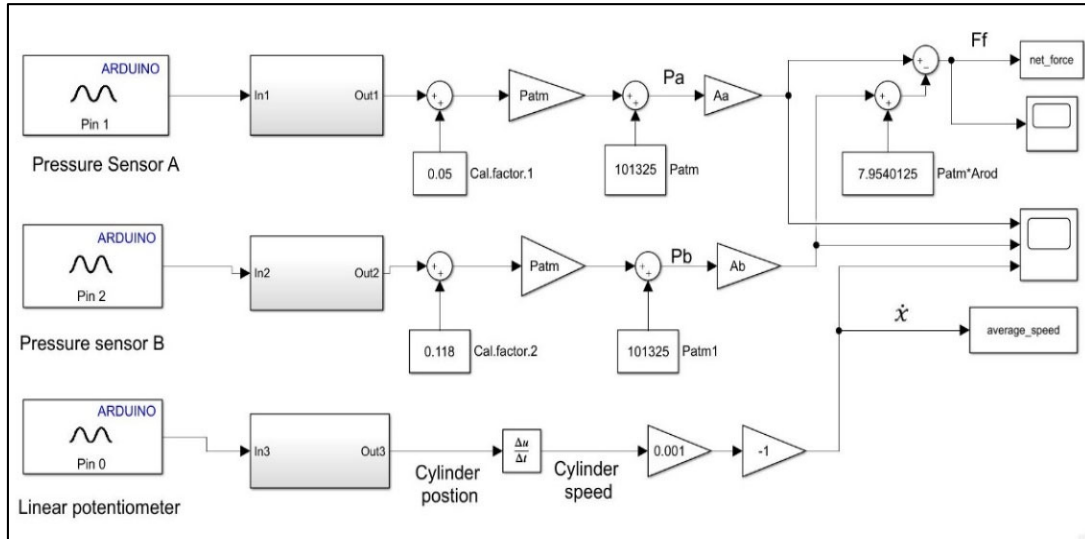 ARDUINO
Pin 1
Pressure Sensor A
In1
Out1
+
+
0.05
Cal.factor.1
Patm
+
+
101325
Patm
Pa
Aa
+
−
Ff
net_force
+
+
7.9540125
Patm*Arod
ARDUINO
Pin 2
Pressure sensor B
In2
Out2
+
+
0.118
Cal.factor.2
Patm
+
+
101325
Patm1
Pb
Ab
ẋ
average_speed
ARDUINO
Pin 0
Linear potentiometer
In3
Out3
Cylinder
postion
Δu
Δt
Cylinder
speed
0.001
-1